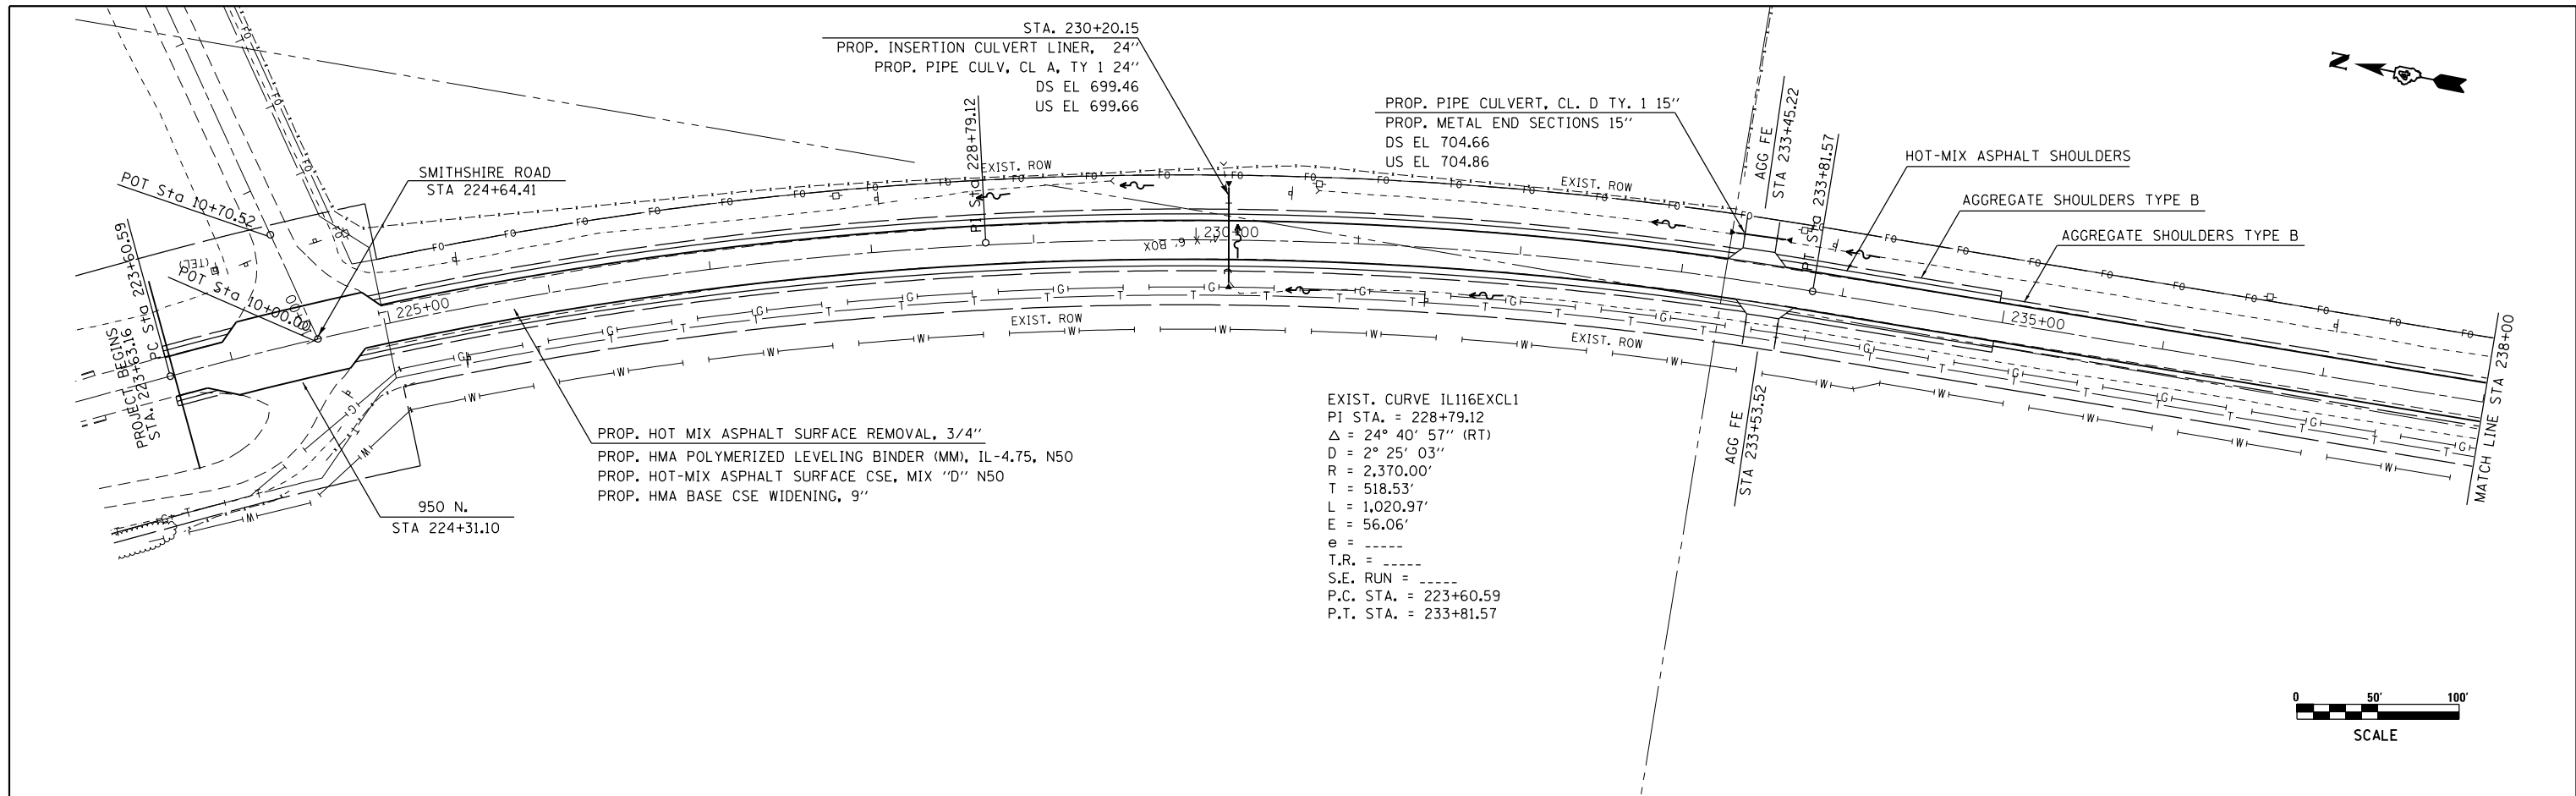 STA. 230+20.15
PROP. INSERTION CULVERT LINER, 24"
PROP. PIPE CULV, CL A, TY 1 24"
DS EL 699.46
US EL 699.66
PROP. PIPE CULVERT, CL. D TY. 1 15"
PROP. METAL END SECTIONS 15"
DS EL 704.66
US EL 704.86
N
SMITHSHIRE ROAD
STA 224+64.41
POT Sta 10+70.52
POT Sta 10+00.00
PI Sta 228+79.12
EXIST. ROW
EXIST. ROW
AGG FE
STA 233+45.22
PT Sta 233+81.57
HOT-MIX ASPHALT SHOULDERS
AGGREGATE SHOULDERS TYPE B
AGGREGATE SHOULDERS TYPE B
PROJECT BEGINS
STA. 223+63.16
PC Sta 223+60.59
(TEL)
225+00
230+00
4' X 6' BOX
235+00
EXIST. ROW
EXIST. ROW
AGG FE
STA 233+53.52
MATCH LINE STA 238+00
PROP. HOT MIX ASPHALT SURFACE REMOVAL, 3/4"
PROP. HMA POLYMERIZED LEVELING BINDER (MM), IL-4.75, N50
PROP. HOT-MIX ASPHALT SURFACE CSE, MIX "D" N50
PROP. HMA BASE CSE WIDENING, 9"
950 N.
STA 224+31.10
EXIST. CURVE IL116EXCL1
PI STA. = 228+79.12
Δ = 24° 40' 57" (RT)
D = 2° 25' 03"
R = 2,370.00'
T = 518.53'
L = 1,020.97'
E = 56.06'
e = _____
T.R. = _____
S.E. RUN = _____
P.C. STA. = 223+60.59
P.T. STA. = 233+81.57
0 50' 100'
SCALE